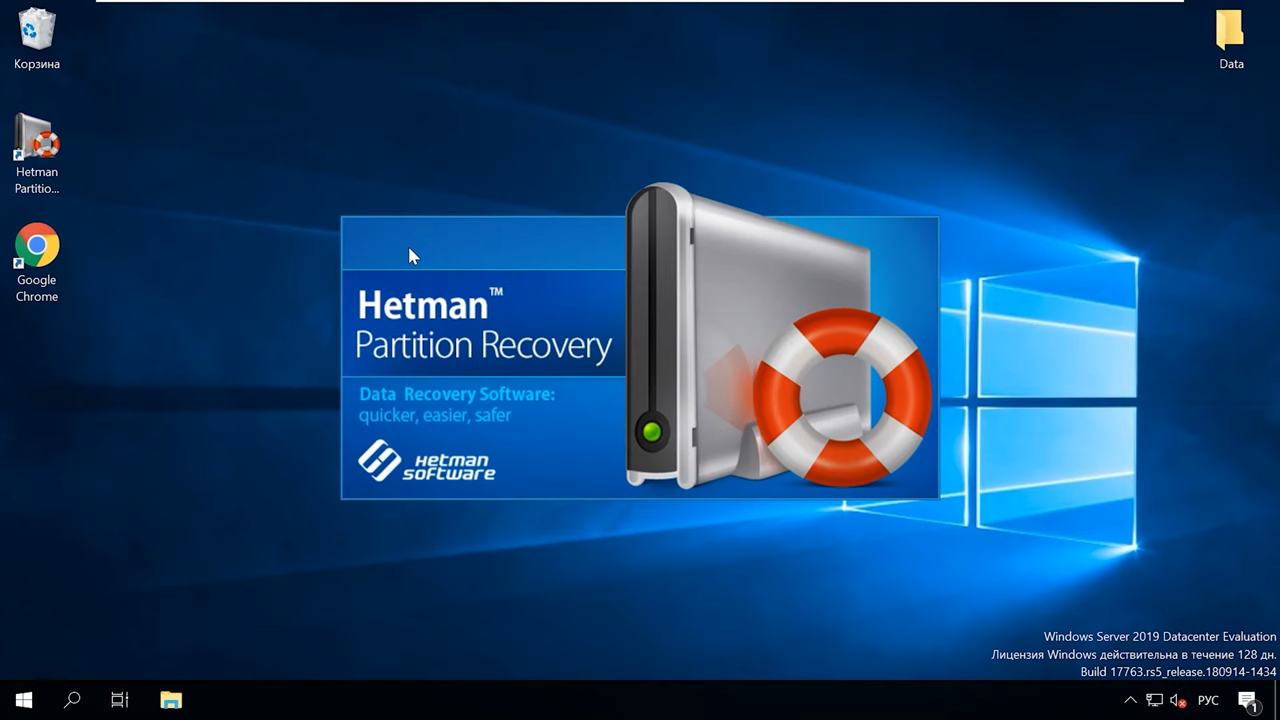 Корзина
Data
Hetman
Partitio...
Google
Chrome
Hetman™
Partition Recovery
Data Recovery Software:
quicker, easier, safer
Hetman
software
Windows Server 2019 Datacenter Evaluation
Лицензия Windows действительна в течение 128 дн.
Build 17763.rs5_release.180914-1434
РУС
1